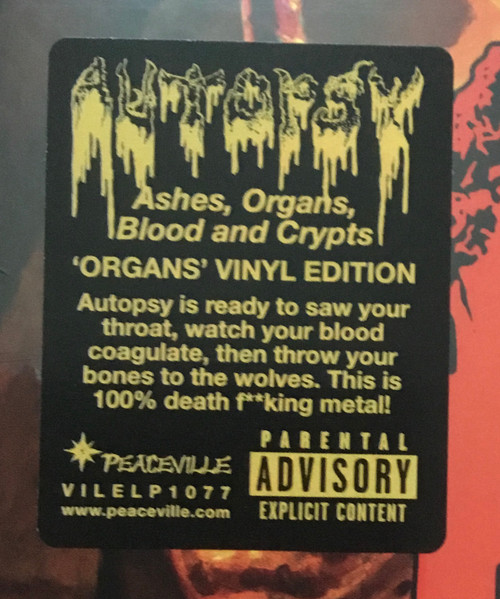 AUTOPSY
Ashes, Organs,
Blood and Crypts
‘ORGANS’ VINYL EDITION
Autopsy is ready to saw your
throat, watch your blood
coagulate, then throw your
bones to the wolves. This is
100% death f**king metal!
PEACEVILLE
VILELP1077
www.peaceville.com
PARENTAL
ADVISORY
EXPLICIT CONTENT